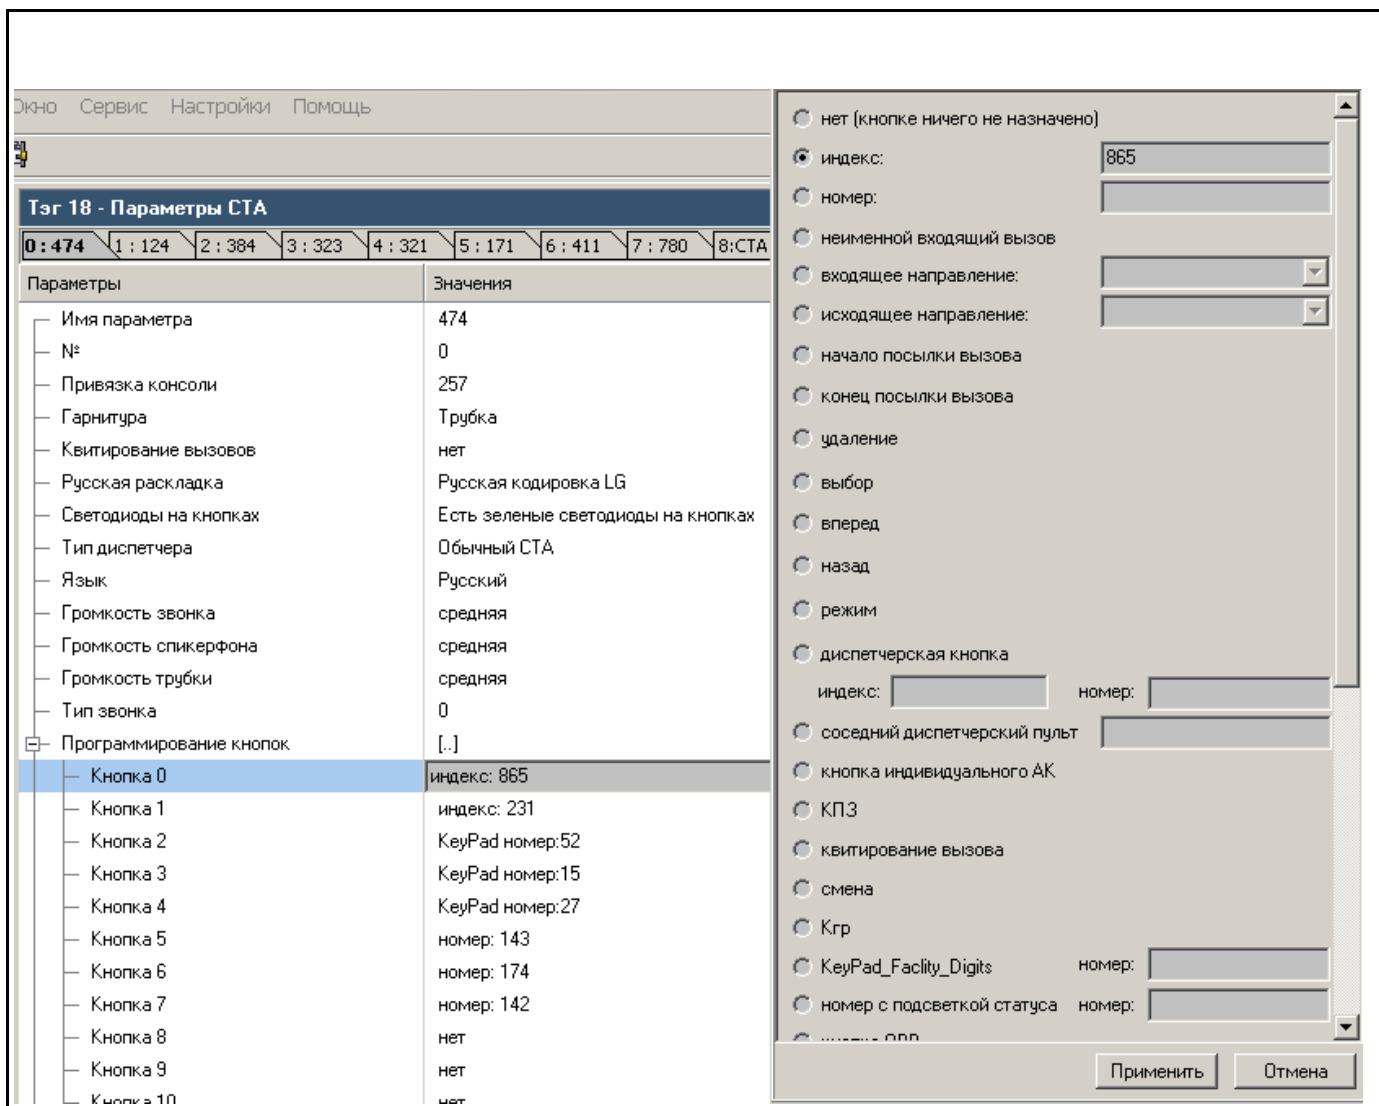 Окно Сервис Настройки Помощь
Тэг 18 - Параметры СТА
0 : 474 1 : 124 2 : 384 3 : 323 4 : 321 5 : 171 6 : 411 7 : 780 8:СТА
Параметры Значения
Имя параметра 474
№ 0
Привязка консоли 257
Гарнитура Трубка
Квитирование вызовов нет
Русская раскладка Русская кодировка LG
Светодиоды на кнопках Есть зеленые светодиоды на кнопках
Тип диспетчера Обычный СТА
Язык Русский
Громкость звонка средняя
Громкость спикерфона средняя
Громкость трубки средняя
Тип звонка 0
Программирование кнопок [..]
Кнопка 0 индекс: 865
Кнопка 1 индекс: 231
Кнопка 2 KeyPad номер:52
Кнопка 3 KeyPad номер:15
Кнопка 4 KeyPad номер:27
Кнопка 5 номер: 143
Кнопка 6 номер: 174
Кнопка 7 номер: 142
Кнопка 8 нет
Кнопка 9 нет
Кнопка 10 нет
нет (кнопке ничего не назначено)
индекс: 865
номер:
неименной входящий вызов
входящее направление:
исходящее направление:
начало посылки вызова
конец посылки вызова
удаление
выбор
вперед
назад
режим
диспетчерская кнопка
индекс: номер:
соседний диспетчерский пульт
кнопка индивидуального АК
КПЗ
квитирование вызова
смена
Кгр
KeyPad_Faclity_Digits номер:
номер с подсветкой статуса номер:
Применить Отмена